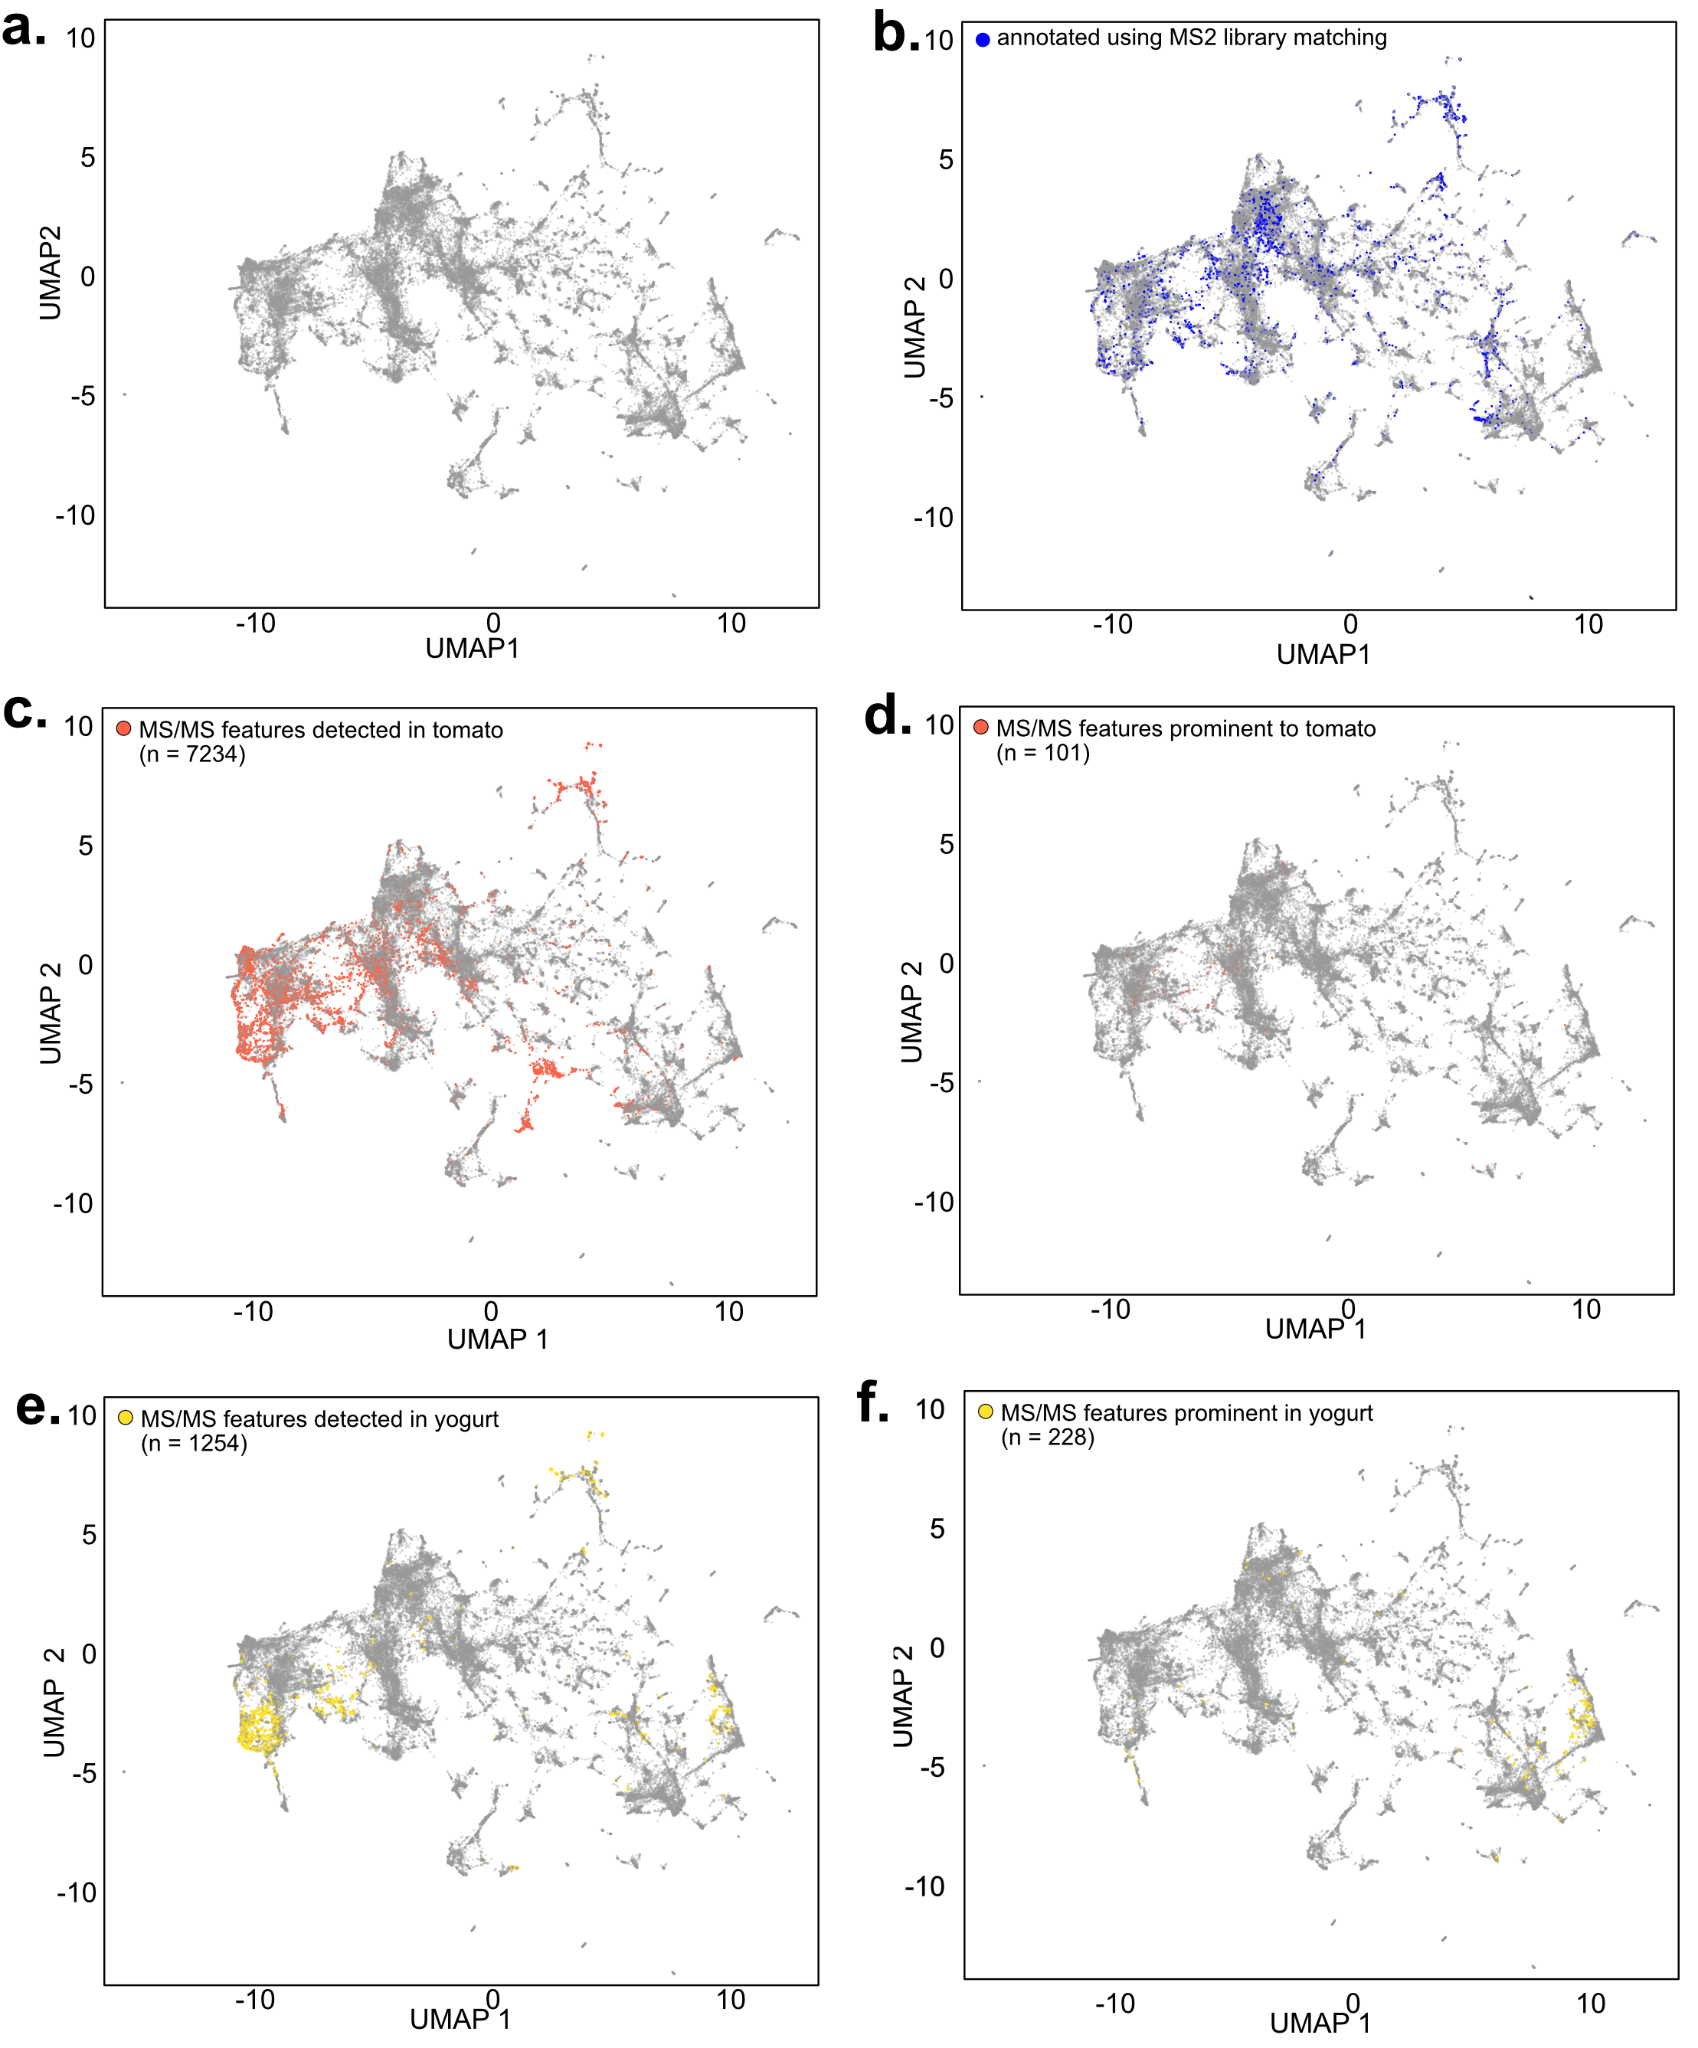 a.
10
5
0
-5
-10
UMAP2
-10 0 10
UMAP1
b.
annotated using MS2 library matching
10
5
0
-5
-10
UMAP 2
-10 0 10
UMAP1
c.
MS/MS features detected in tomato
(n = 7234)
10
5
0
-5
-10
UMAP 2
-10 0 10
UMAP 1
d.
MS/MS features prominent to tomato
(n = 101)
10
5
0
-5
-10
UMAP 2
-10 0 10
UMAP 1
e.
MS/MS features detected in yogurt
(n = 1254)
10
5
0
-5
-10
UMAP 2
-10 0 10
UMAP 1
f.
MS/MS features prominent in yogurt
(n = 228)
10
5
0
-5
-10
UMAP 2
-10 0 10
UMAP 1